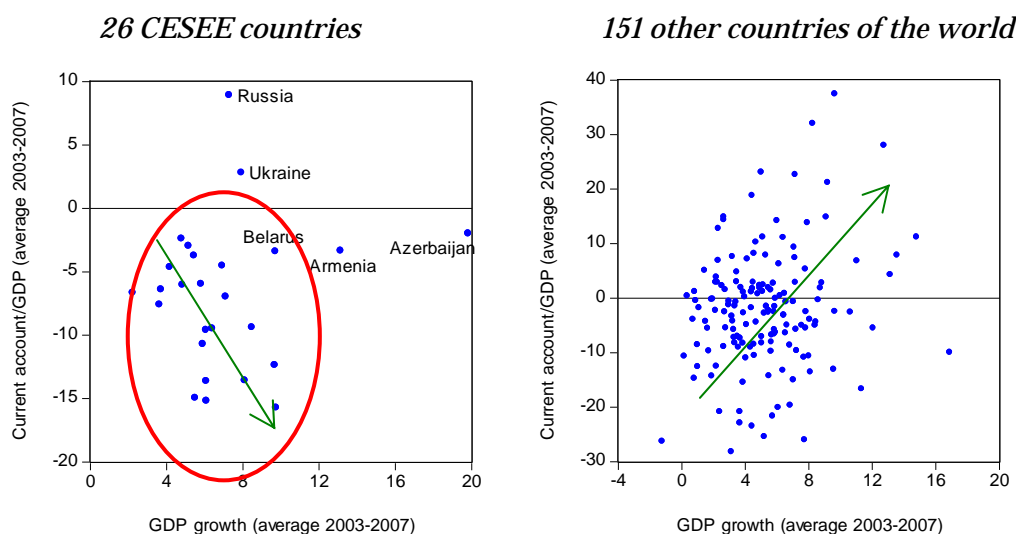 26 CESEE countries
151 other countries of the world
Current account/GDP (average 2003-2007)
10
5
0
-5
-10
-15
-20
Russia
Ukraine
Belarus
Armenia
Azerbaijan
0
4
8
12
16
20
GDP growth (average 2003-2007)
Current account/GDP (average 2003-2007)
40
30
20
10
0
-10
-20
-30
-4
0
4
8
12
16
20
GDP growth (average 2003-2007)